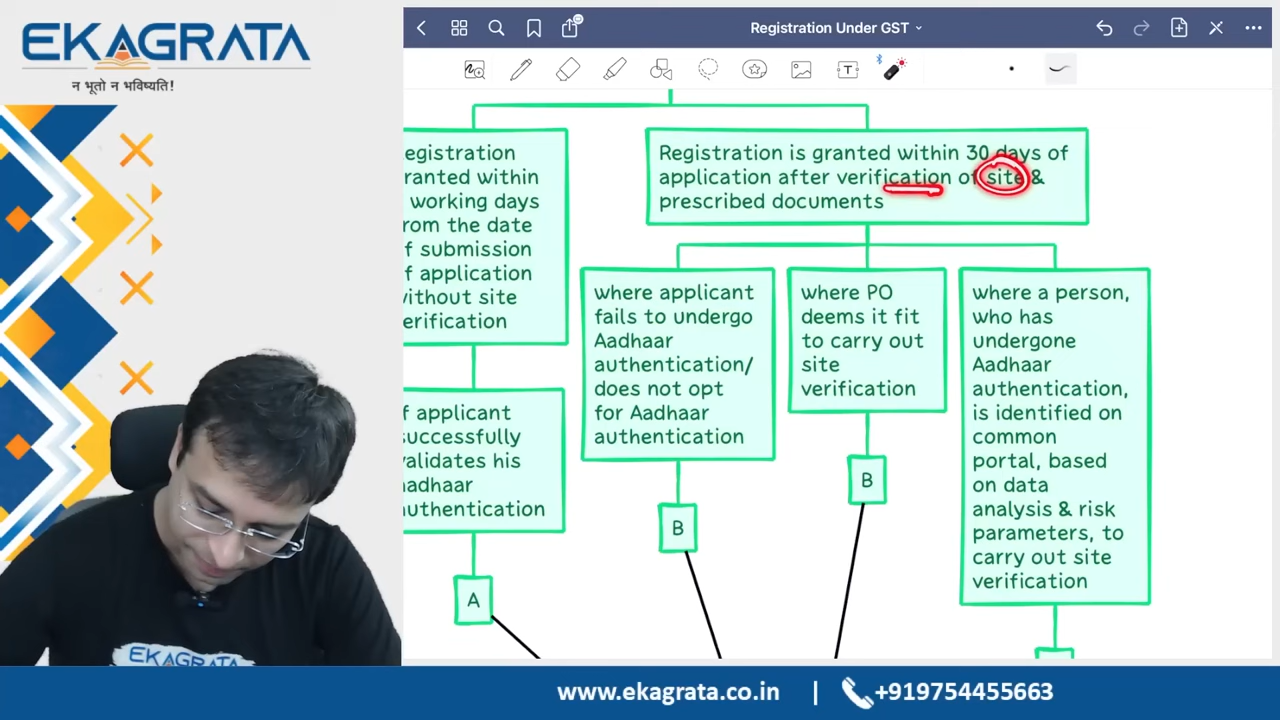 EKAGRATA
न भूतो न भविष्यति!
Registration Under GST
T
egistration
ranted within
working days
rom the date
f submission
f application
ithout site
erification
f applicant
uccessfully
alidates his
adhaar
uthentication
A
Registration is granted within 30 days of
application after verification of site &
prescribed documents
where applicant
fails to undergo
Aadhaar
authentication/
does not opt
for Aadhaar
authentication
B
where PO
deems it fit
to carry out
site
verification
B
where a person,
who has
undergone
Aadhaar
authentication,
is identified on
common
portal, based
on data
analysis & risk
parameters, to
carry out site
verification
EKAGRATA
www.ekagrata.co.in | +919754455663